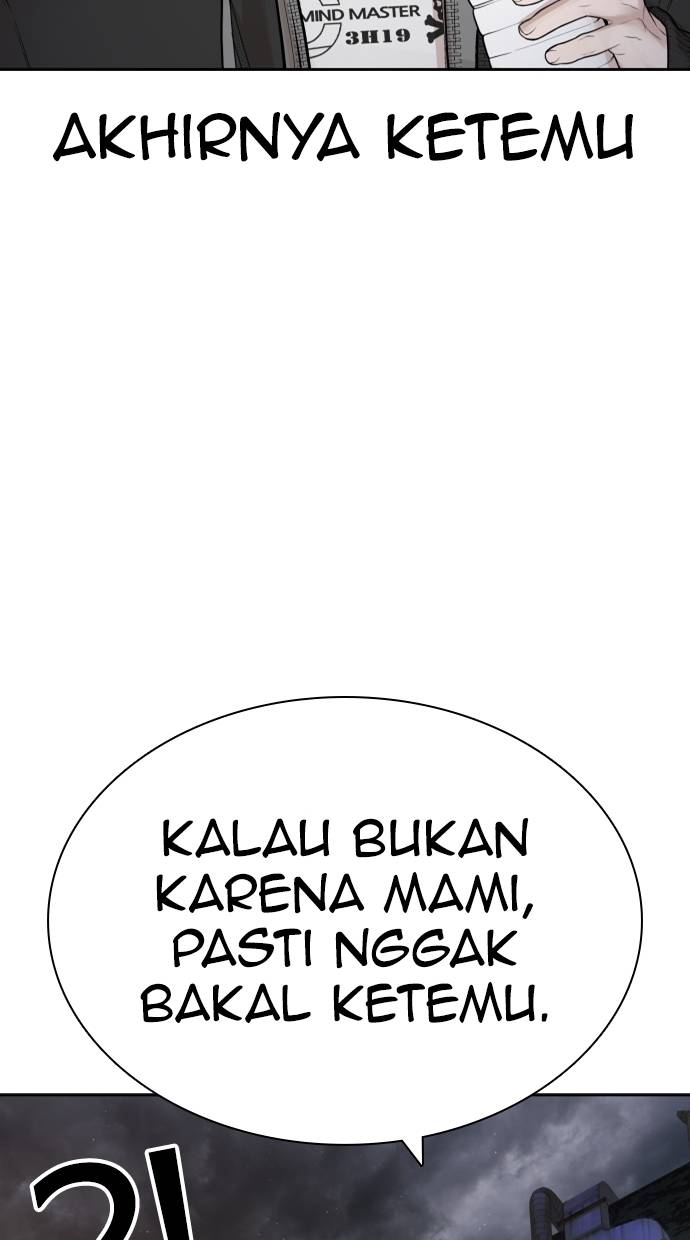 MIND MASTER
3H19
AKHIRNYA KETEMU
KALAU BUKAN
KARENA MAMI,
PASTI NGGAK
BAKAL KETEMU.
?!